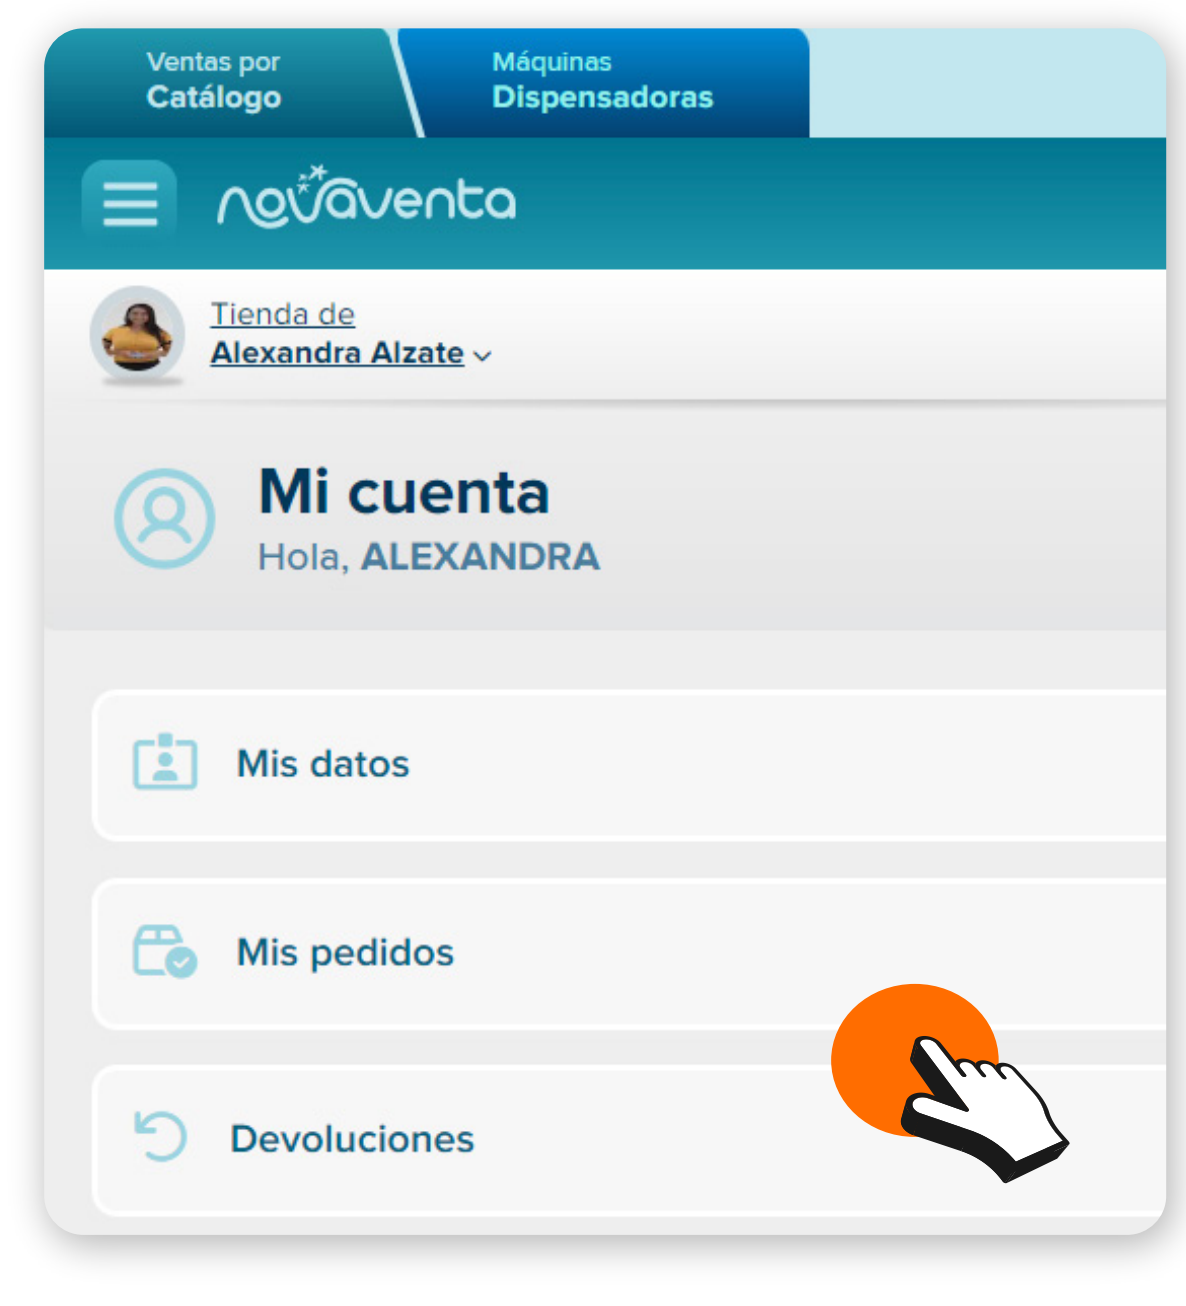 Ventas por
Catálogo
Máquinas
Dispensadoras
novaventa
Tienda de
Alexandra Alzate
Mi cuenta
Hola, ALEXANDRA
Mis datos
Mis pedidos
Devoluciones